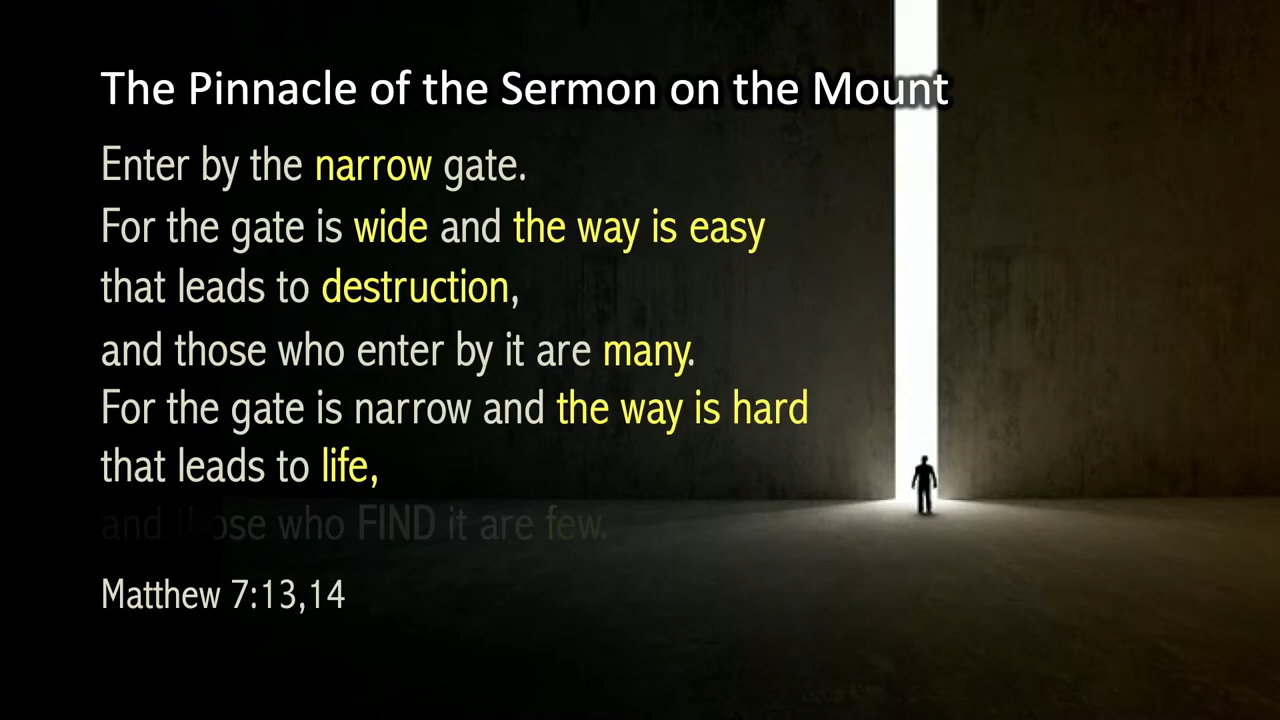 The Pinnacle of the Sermon on the Mount
Enter by the narrow gate.
For the gate is wide and the way is easy
that leads to destruction,
and those who enter by it are many.
For the gate is narrow and the way is hard
that leads to life,
and those who FIND it are few.
Matthew 7:13,14